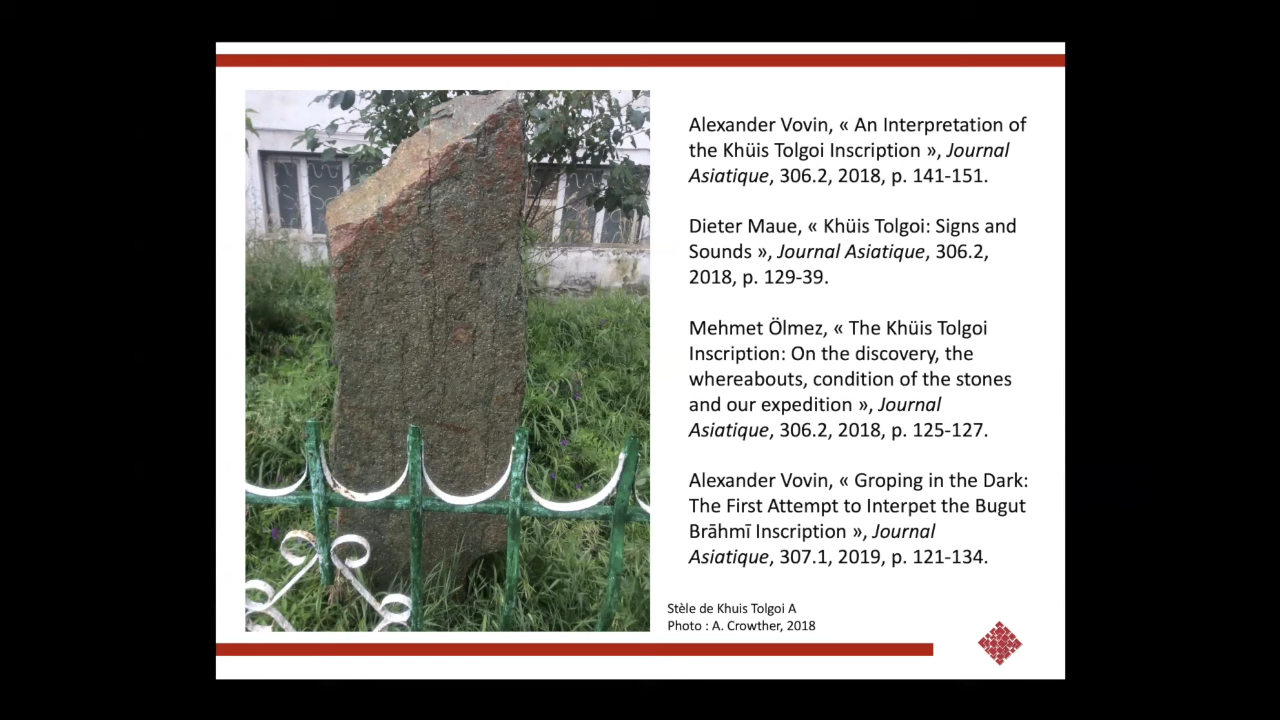 Alexander Vovin, « An Interpretation of
the Khüis Tolgoi Inscription », Journal
Asiatique, 306.2, 2018, p. 141-151.
Dieter Maue, « Khüis Tolgoi: Signs and
Sounds », Journal Asiatique, 306.2,
2018, p. 129-39.
Mehmet Ölmez, « The Khüis Tolgoi
Inscription: On the discovery, the
whereabouts, condition of the stones
and our expedition », Journal
Asiatique, 306.2, 2018, p. 125-127.
Alexander Vovin, « Groping in the Dark:
The First Attempt to Interpet the Bugut
Brāhmī Inscription », Journal
Asiatique, 307.1, 2019, p. 121-134.
Stèle de Khuis Tolgoi A
Photo : A. Crowther, 2018